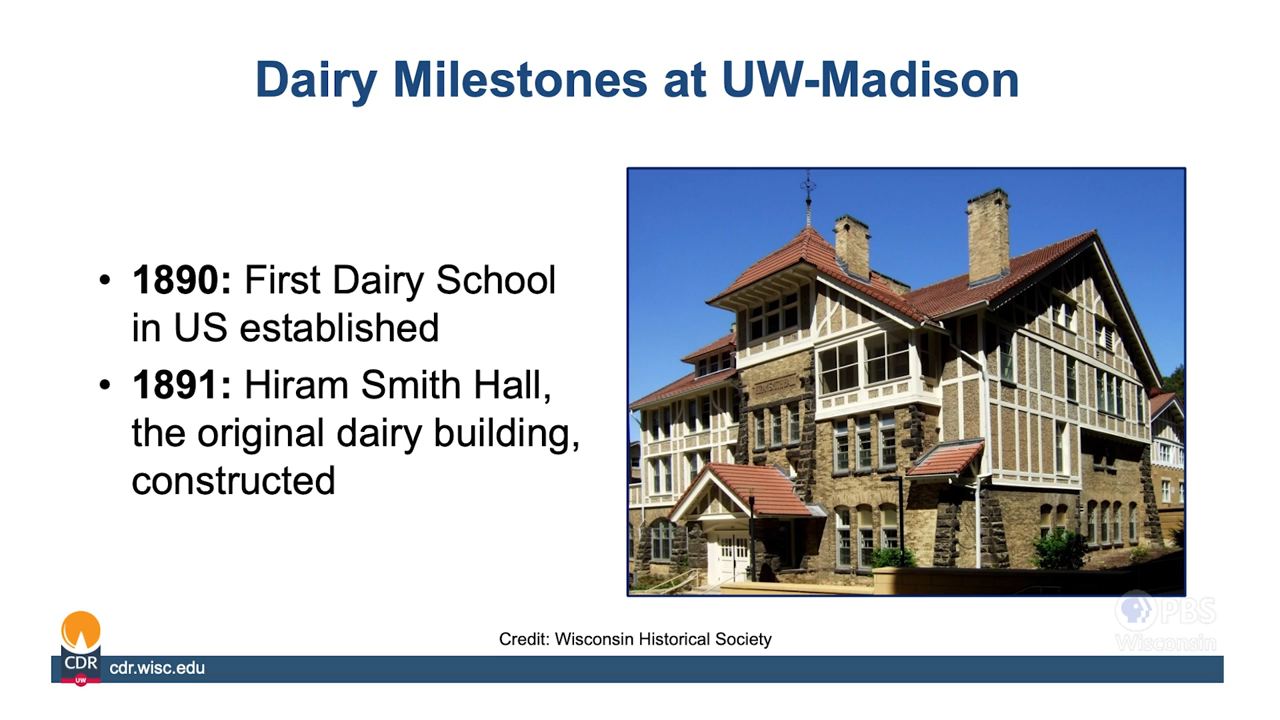 Dairy Milestones at UW-Madison
• 1890: First Dairy School
in US established
• 1891: Hiram Smith Hall,
the original dairy building,
constructed
Credit: Wisconsin Historical Society
PBS
Wisconsin
CDR
UW
cdr.wisc.edu